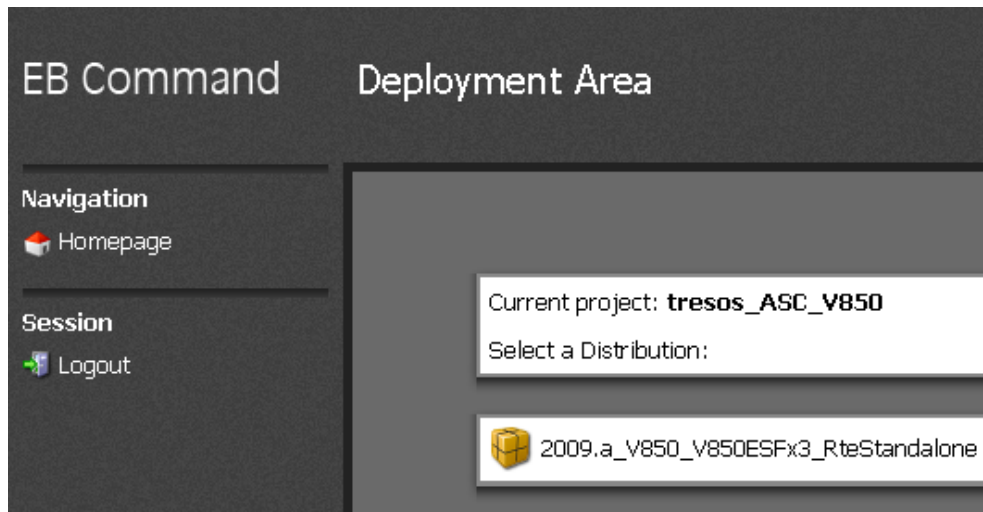 EB Command
Deployment Area
Navigation
Homepage
Session
Logout
Current project: tresos_ASC_V850
Select a Distribution:
2009.a_V850_V850ESFx3_RteStandalone